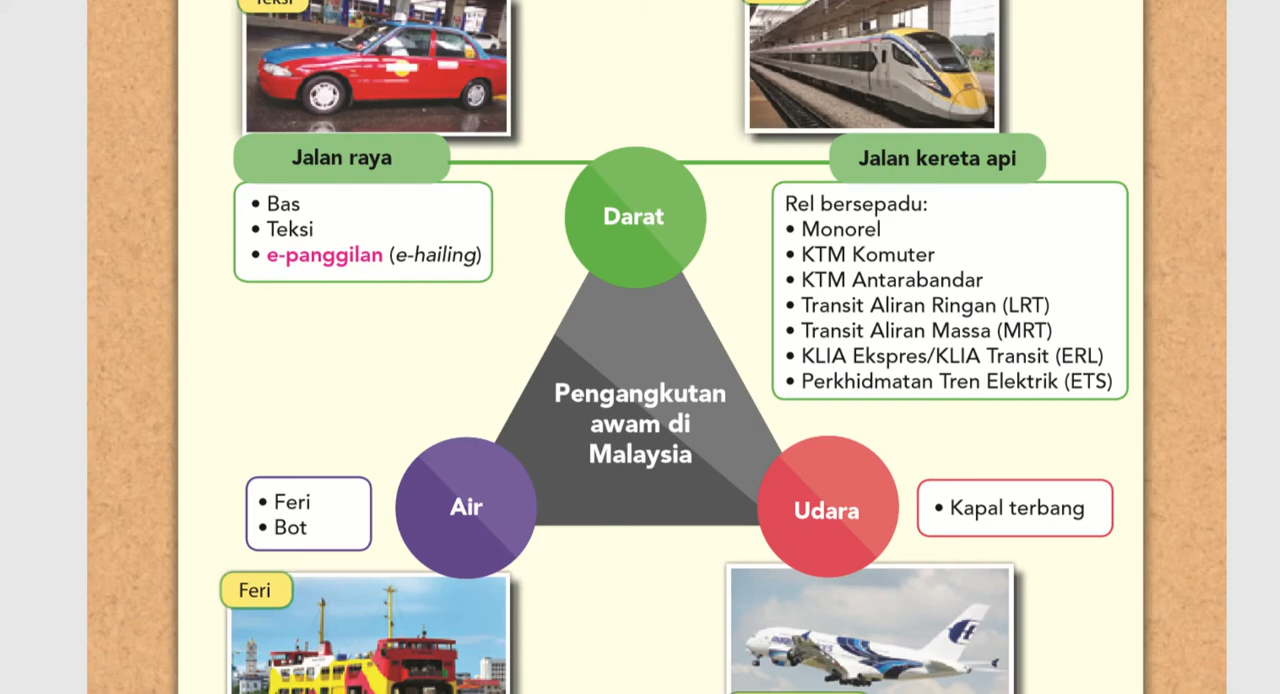 Teksi
Jalan raya
• Bas
• Teksi
• e-panggilan (e-hailing)
Darat
Jalan kereta api
Rel bersepadu:
• Monorel
• KTM Komuter
• KTM Antarabandar
• Transit Aliran Ringan (LRT)
• Transit Aliran Massa (MRT)
• KLIA Ekspres/KLIA Transit (ERL)
• Perkhidmatan Tren Elektrik (ETS)
Pengangkutan
awam di
Malaysia
• Feri
• Bot
Air
Udara
• Kapal terbang
Feri